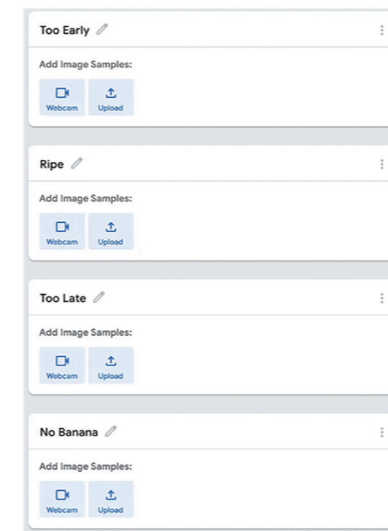 Too Early
Add Image Samples:
Webcam Upload
Ripe
Add Image Samples:
Webcam Upload
Too Late
Add Image Samples:
Webcam Upload
No Banana
Add Image Samples:
Webcam Upload